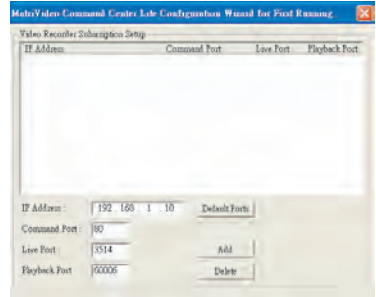 MatriVideo Command Center Lite Configuration Wizard for First Running
Video Recorder Subscription Setup
IP Address Command Port Live Port Playback Port
IP Address : 192 . 168 . 1 . 10 Default Ports
Command Port : 80
Live Port : 3514 Add
Playback Port 60006 Delete